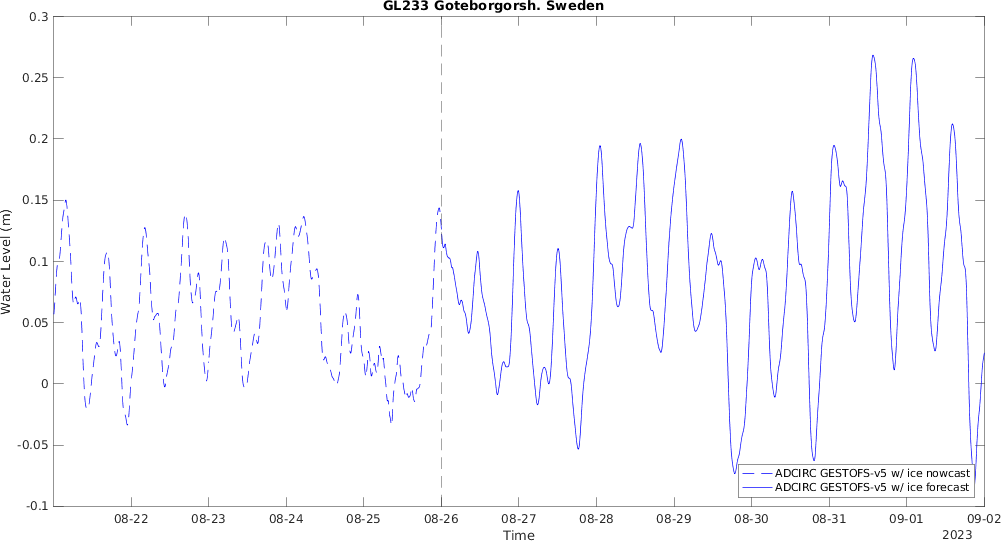 GL233 Goteborgorsh. Sweden
0.3
0.25
0.2
0.15
0.1
0.05
0
-0.05
-0.1
Water Level (m)
ADCIRC GESTOFS-v5 w/ ice nowcast
ADCIRC GESTOFS-v5 w/ ice forecast
08-22 08-23 08-24 08-25 08-26 08-27 08-28 08-29 08-30 08-31 09-01 09-02
Time
2023